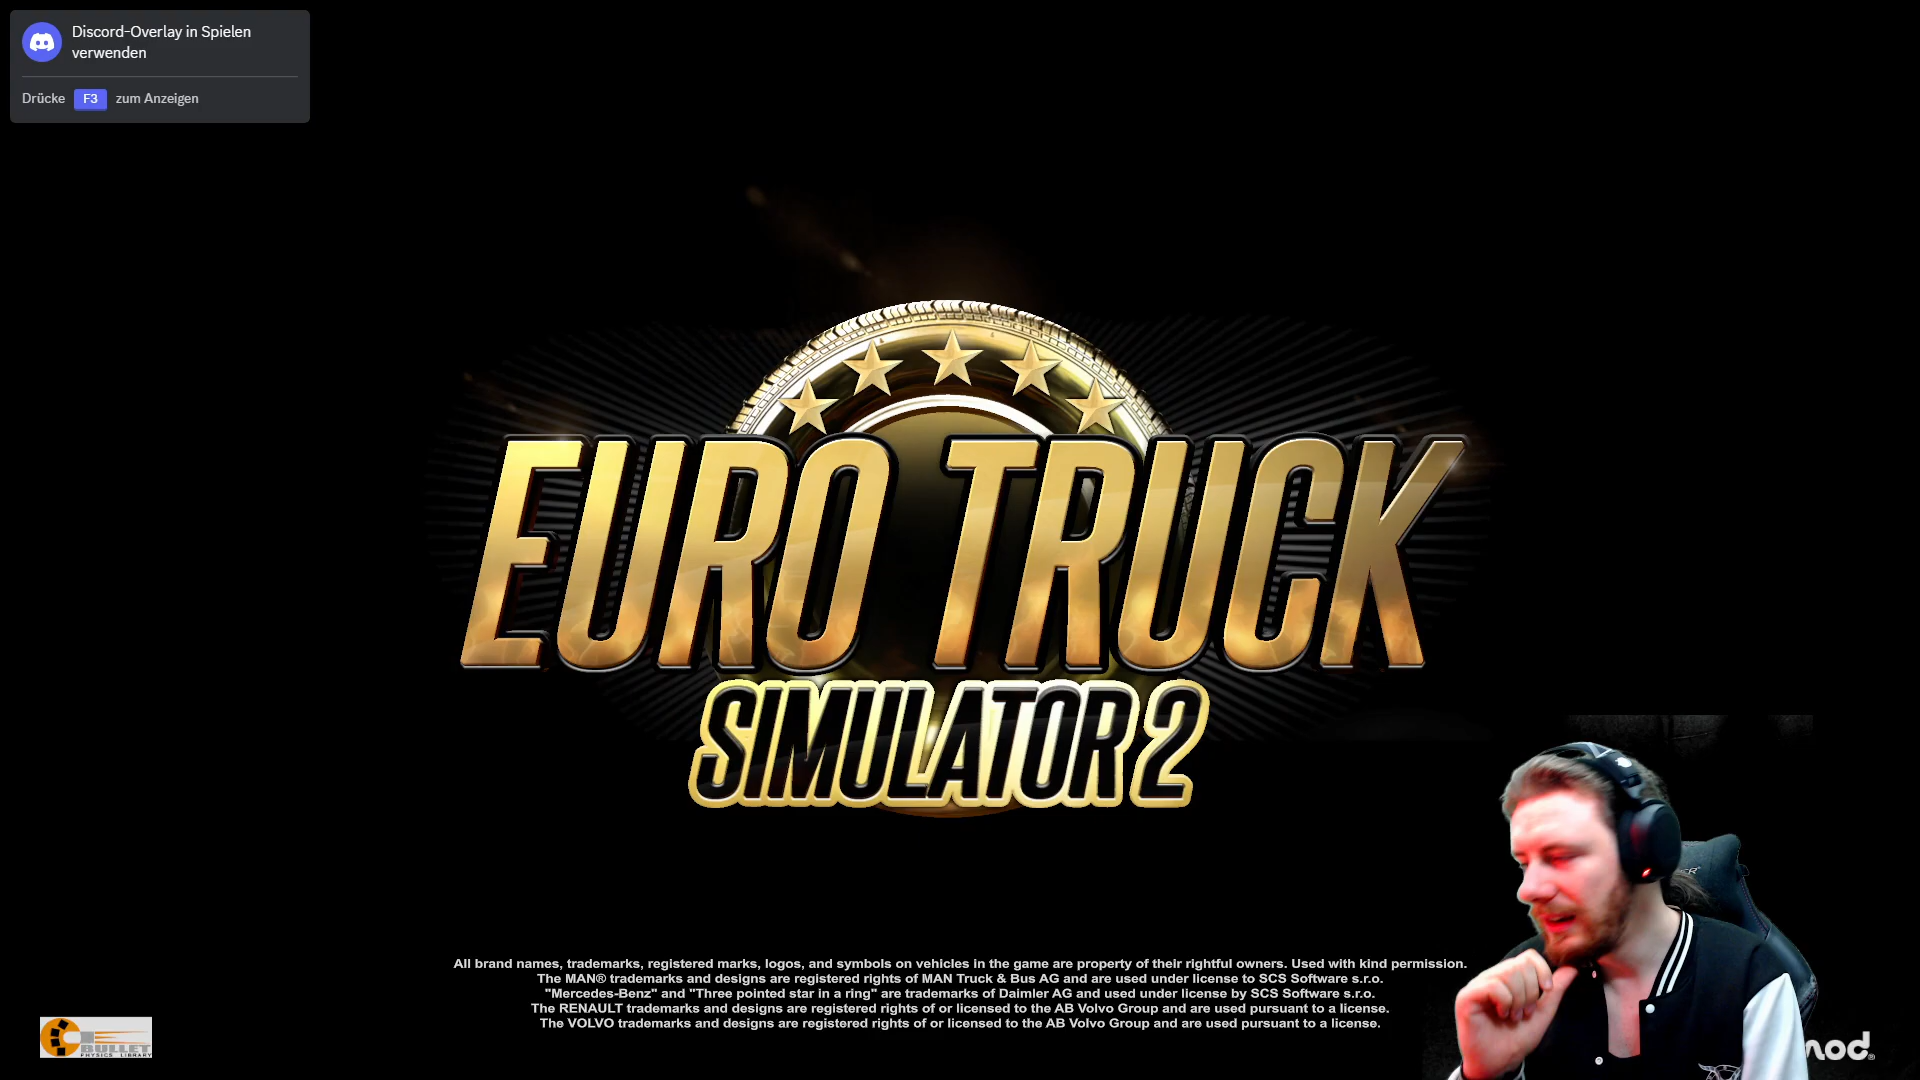 Discord-Overlay in Spielen
verwenden
Drücke F3 zum Anzeigen
EURO TRUCK
SIMULATOR 2
All brand names, trademarks, registered marks, logos, and symbols on vehicles in the game are property of their rightful owners. Used with kind permission.
The MAN® trademarks and designs are registered rights of MAN Truck & Bus AG and are used under license to SCS Software s.r.o.
"Mercedes-Benz" and "Three pointed star in a ring" are trademarks of Daimler AG and used under license by SCS Software s.r.o.
The RENAULT trademarks and designs are registered rights of or licensed to the AB Volvo Group and are used pursuant to a license.
The VOLVO trademarks and designs are registered rights of or licensed to the AB Volvo Group and are used pursuant to a license.
BULLET
PHYSICS LIBRARY